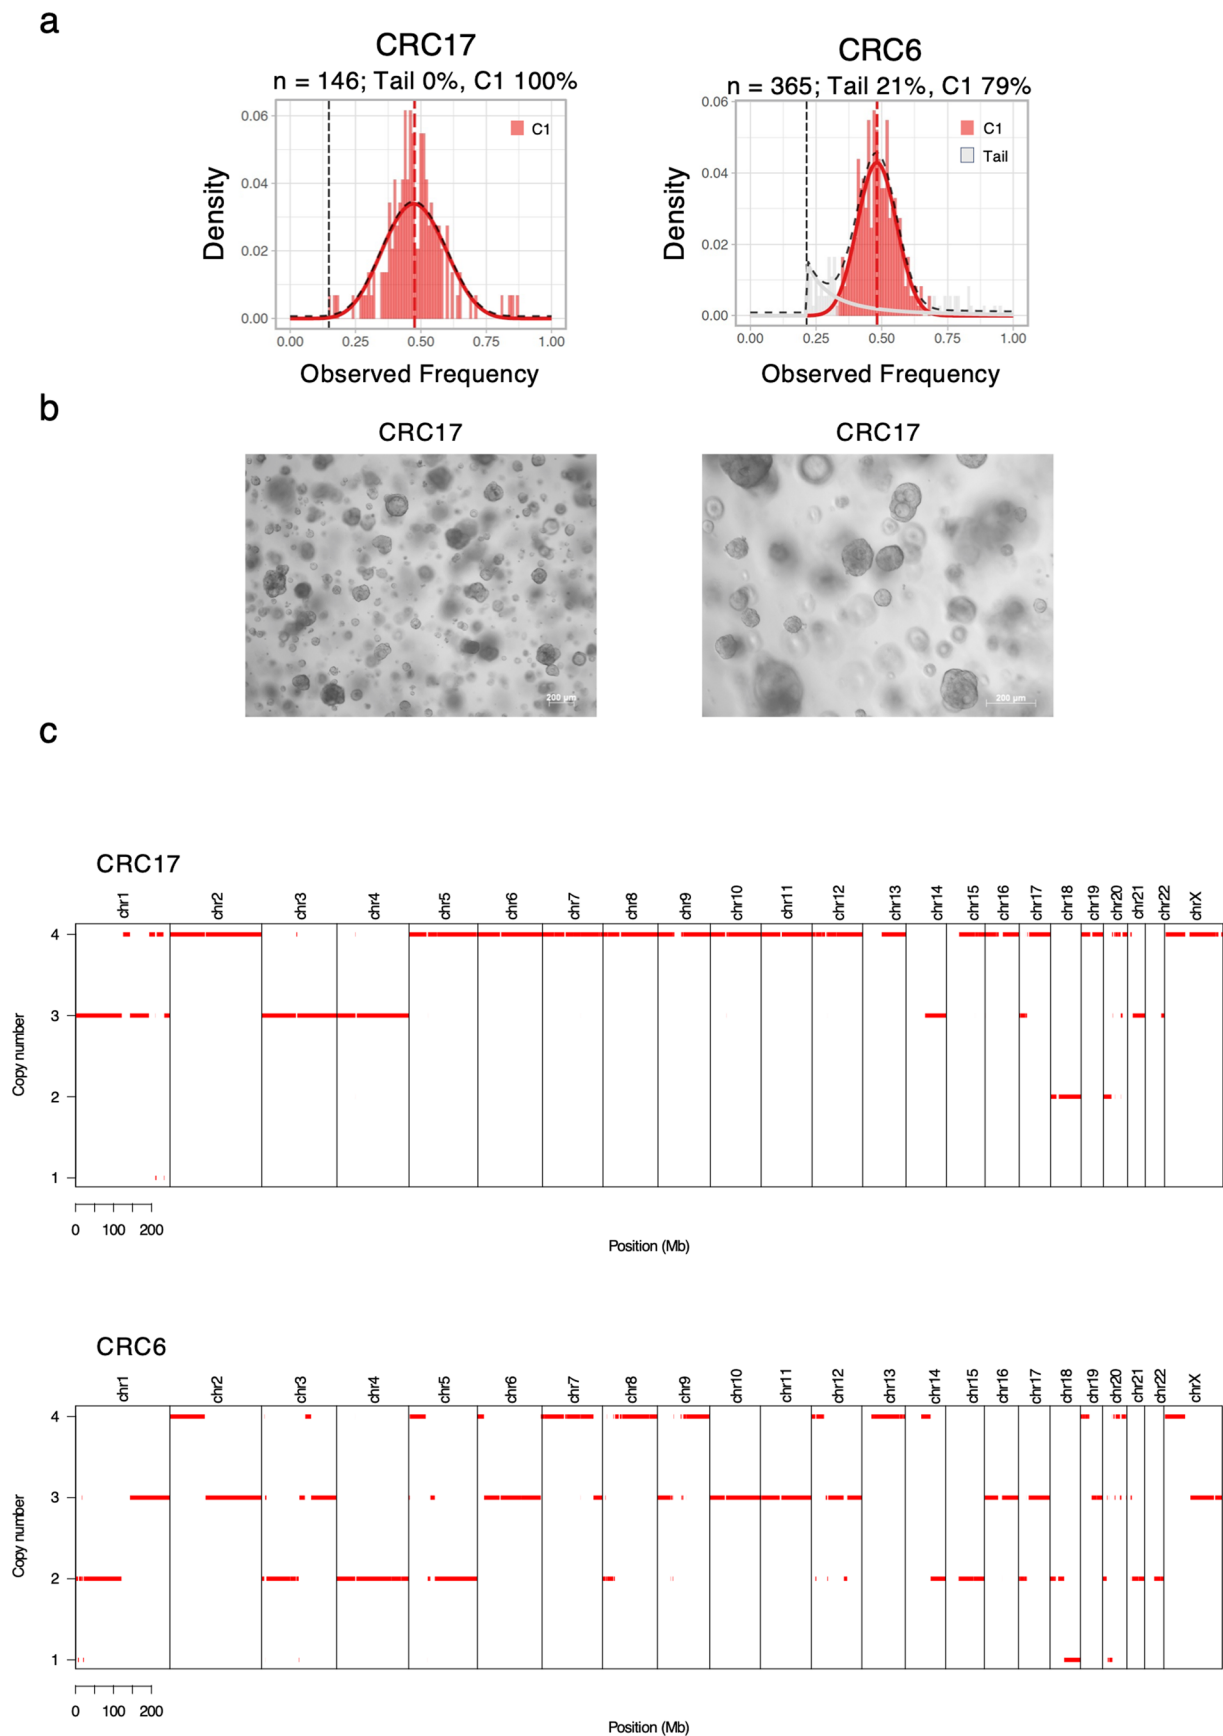 a
CRC17
n = 146; Tail 0%, C1 100%
0.06
0.04
0.02
0.00
Density
C1
0.00 0.25 0.50 0.75 1.00
Observed Frequency
CRC6
n = 365; Tail 21%, C1 79%
0.06
0.04
0.02
0.00
Density
C1
Tail
0.00 0.25 0.50 0.75 1.00
Observed Frequency
b
CRC17
200 µm
CRC17
200 µm
c
CRC17
chr1 chr2 chr3 chr4 chr5 chr6 chr7 chr8 chr9 chr10 chr11 chr12 chr13 chr14 chr15 chr16 chr17 chr18 chr19 chr20 chr21 chr22 chrX
4
3
2
1
Copy number
0 100 200
Position (Mb)
CRC6
chr1 chr2 chr3 chr4 chr5 chr6 chr7 chr8 chr9 chr10 chr11 chr12 chr13 chr14 chr15 chr16 chr17 chr18 chr19 chr20 chr21 chr22 chrX
4
3
2
1
Copy number
0 100 200
Position (Mb)